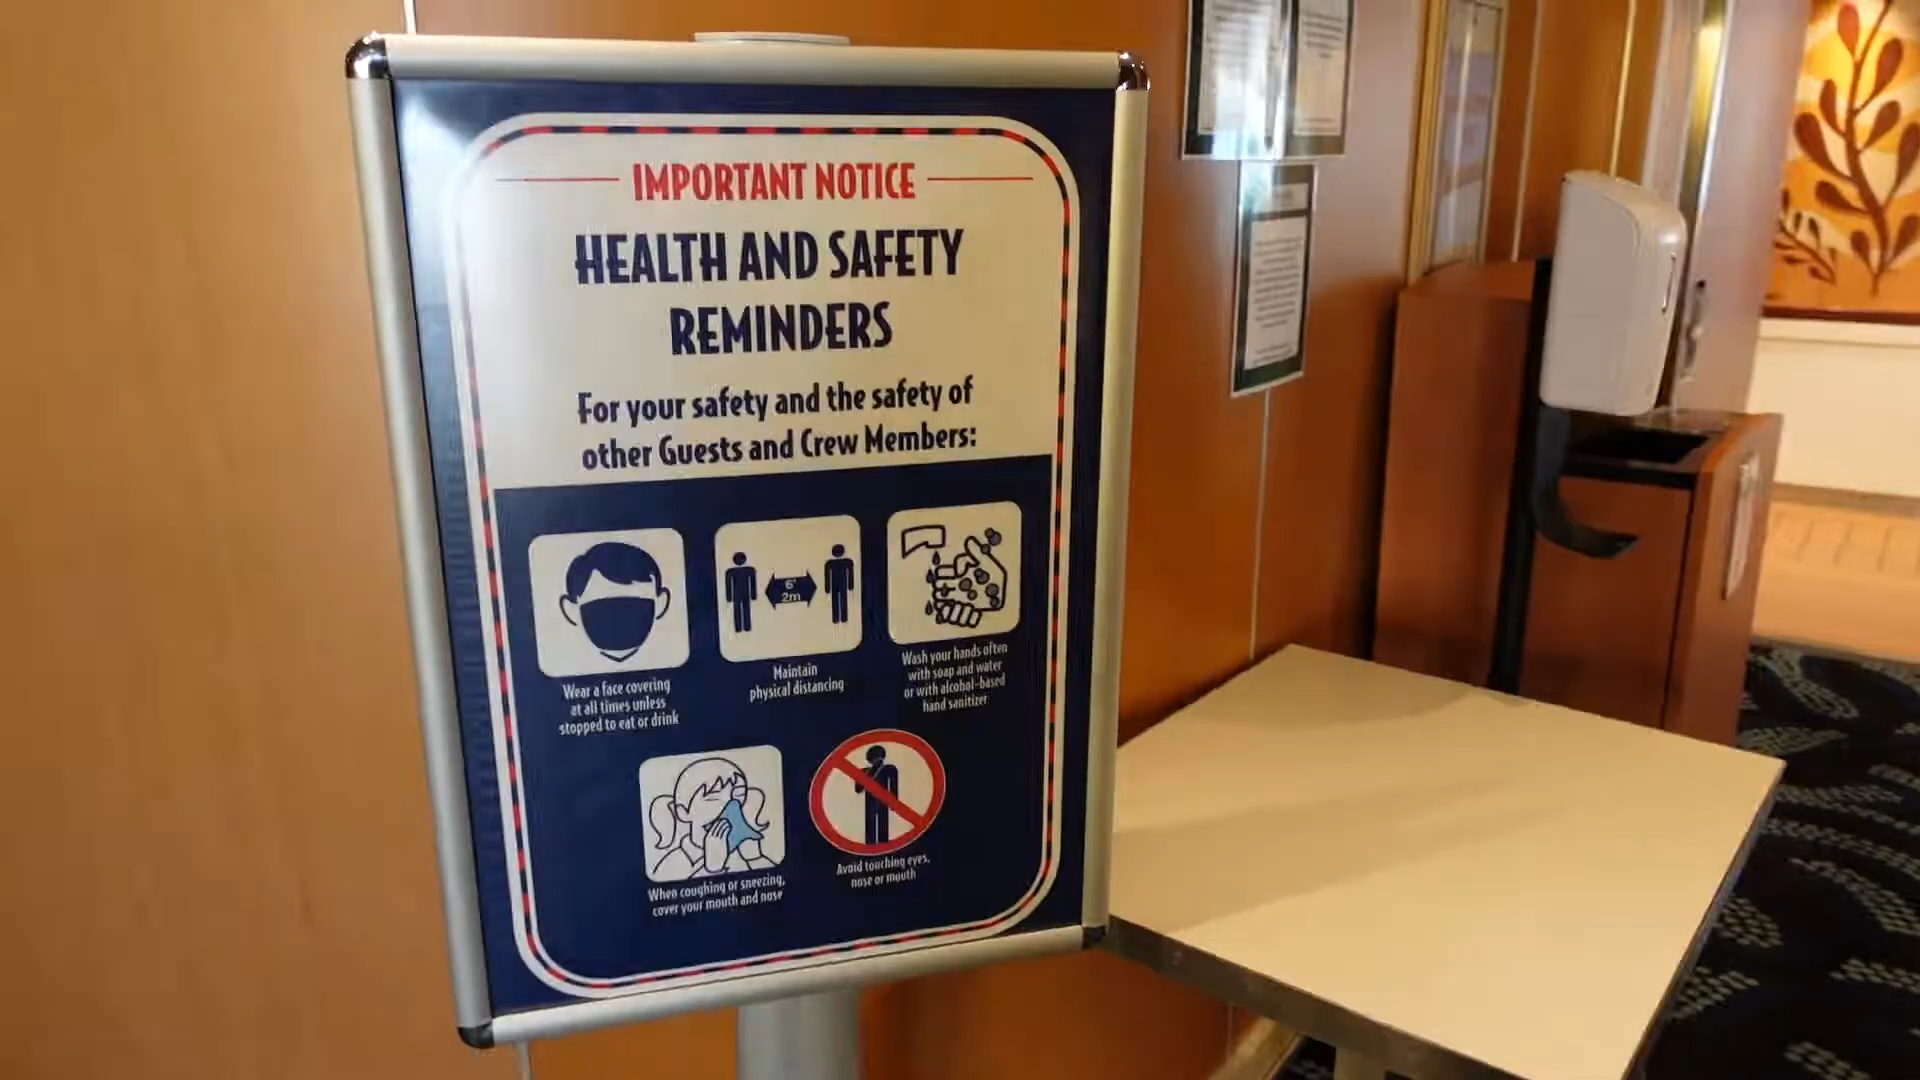 IMPORTANT NOTICE
HEALTH AND SAFETY
REMINDERS
For your safety and the safety of
other Guests and Crew Members:
6'
2m
Wear a face covering
at all times unless
stopped to eat or drink
Maintain
physical distancing
Wash your hands often
with soap and water
or with alcohol-based
hand sanitizer
When coughing or sneezing,
cover your mouth and nose
Avoid touching eyes,
nose or mouth